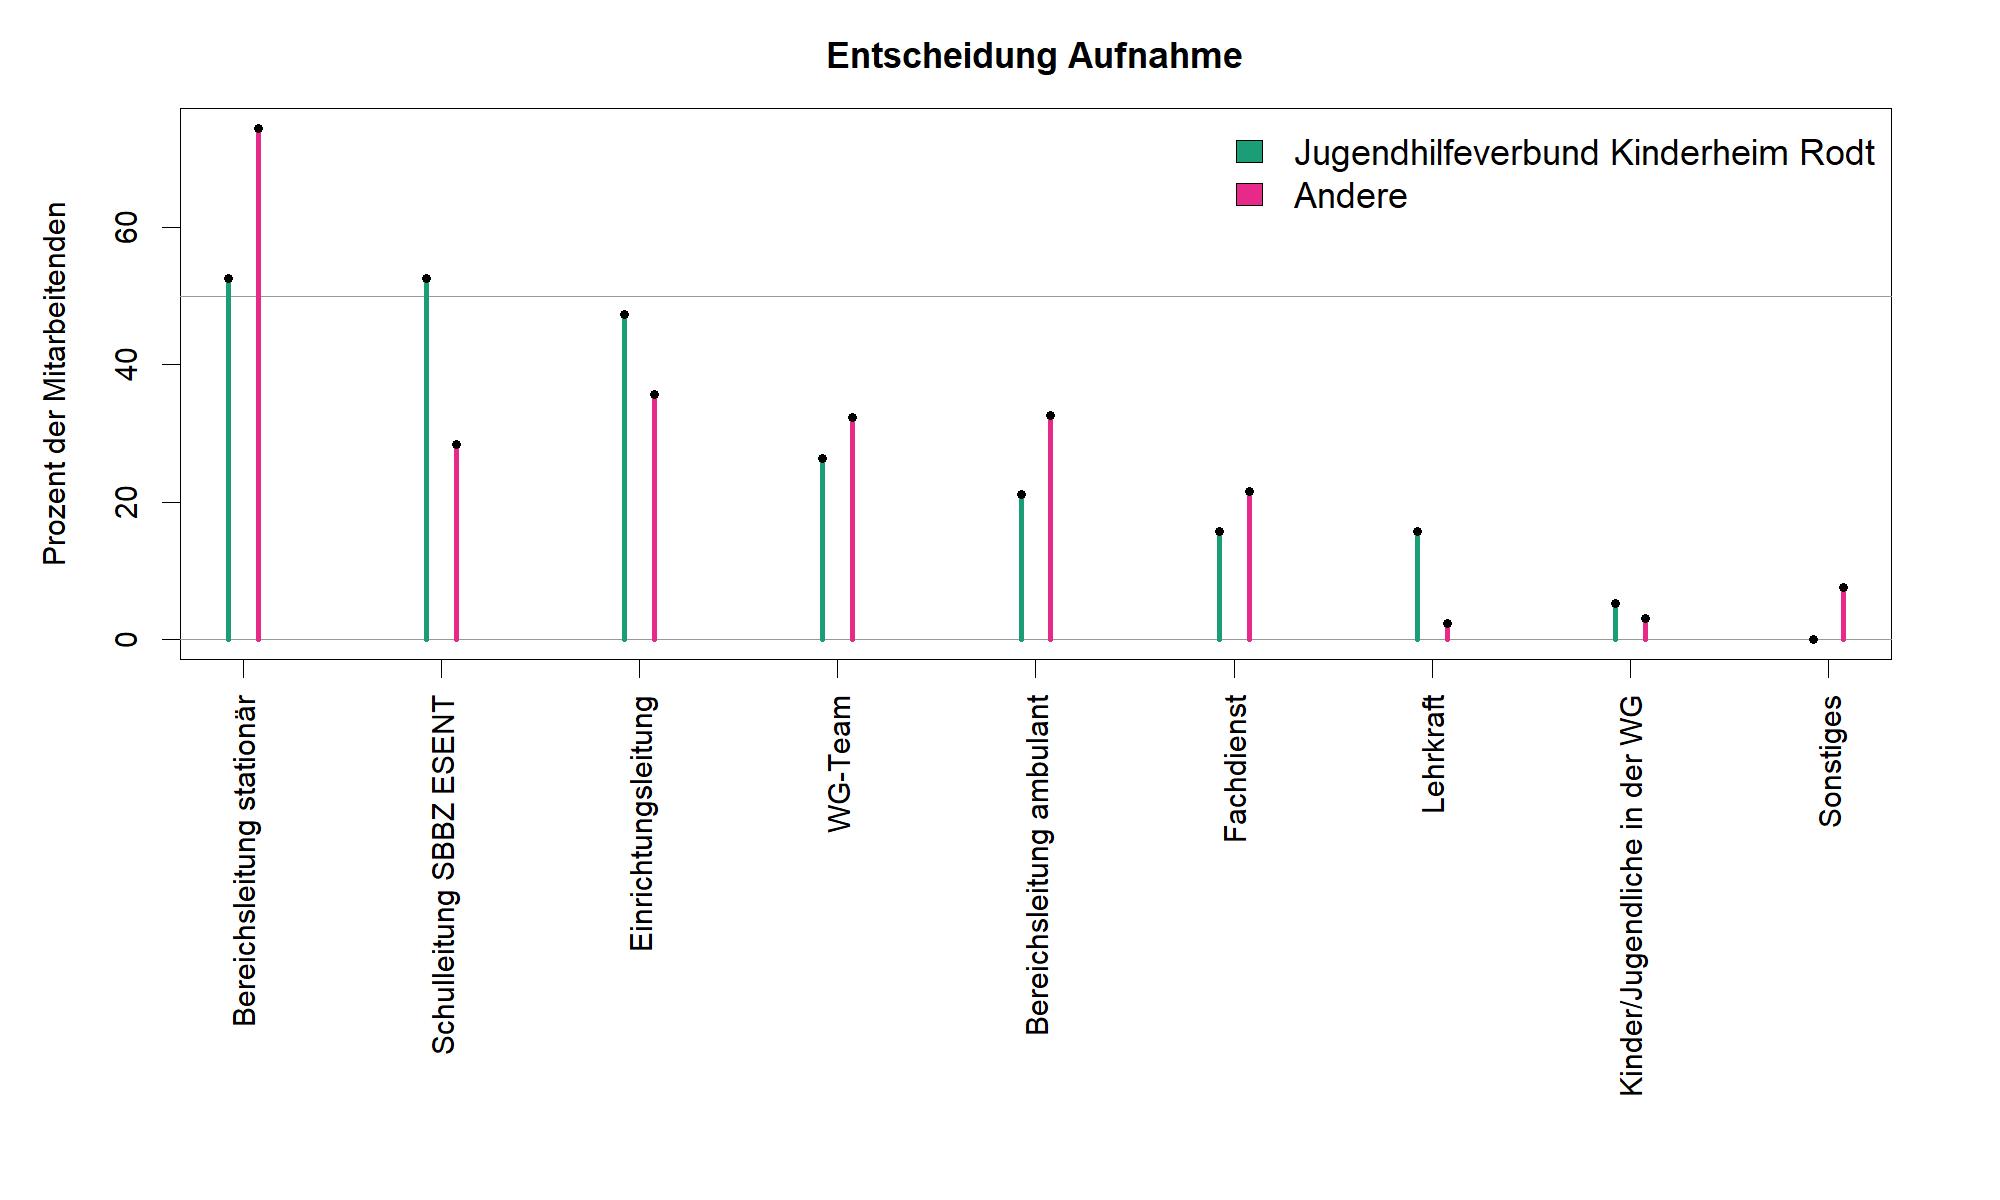 Entscheidung Aufnahme
Jugendhilfeverbund Kinderheim Rodt
Andere
Prozent der Mitarbeitenden
60
40
20
0
Bereichsleitung stationär
Schulleitung SBBZ ESENT
Einrichtungsleitung
WG-Team
Bereichsleitung ambulant
Fachdienst
Lehrkraft
Kinder/Jugendliche in der WG
Sonstiges